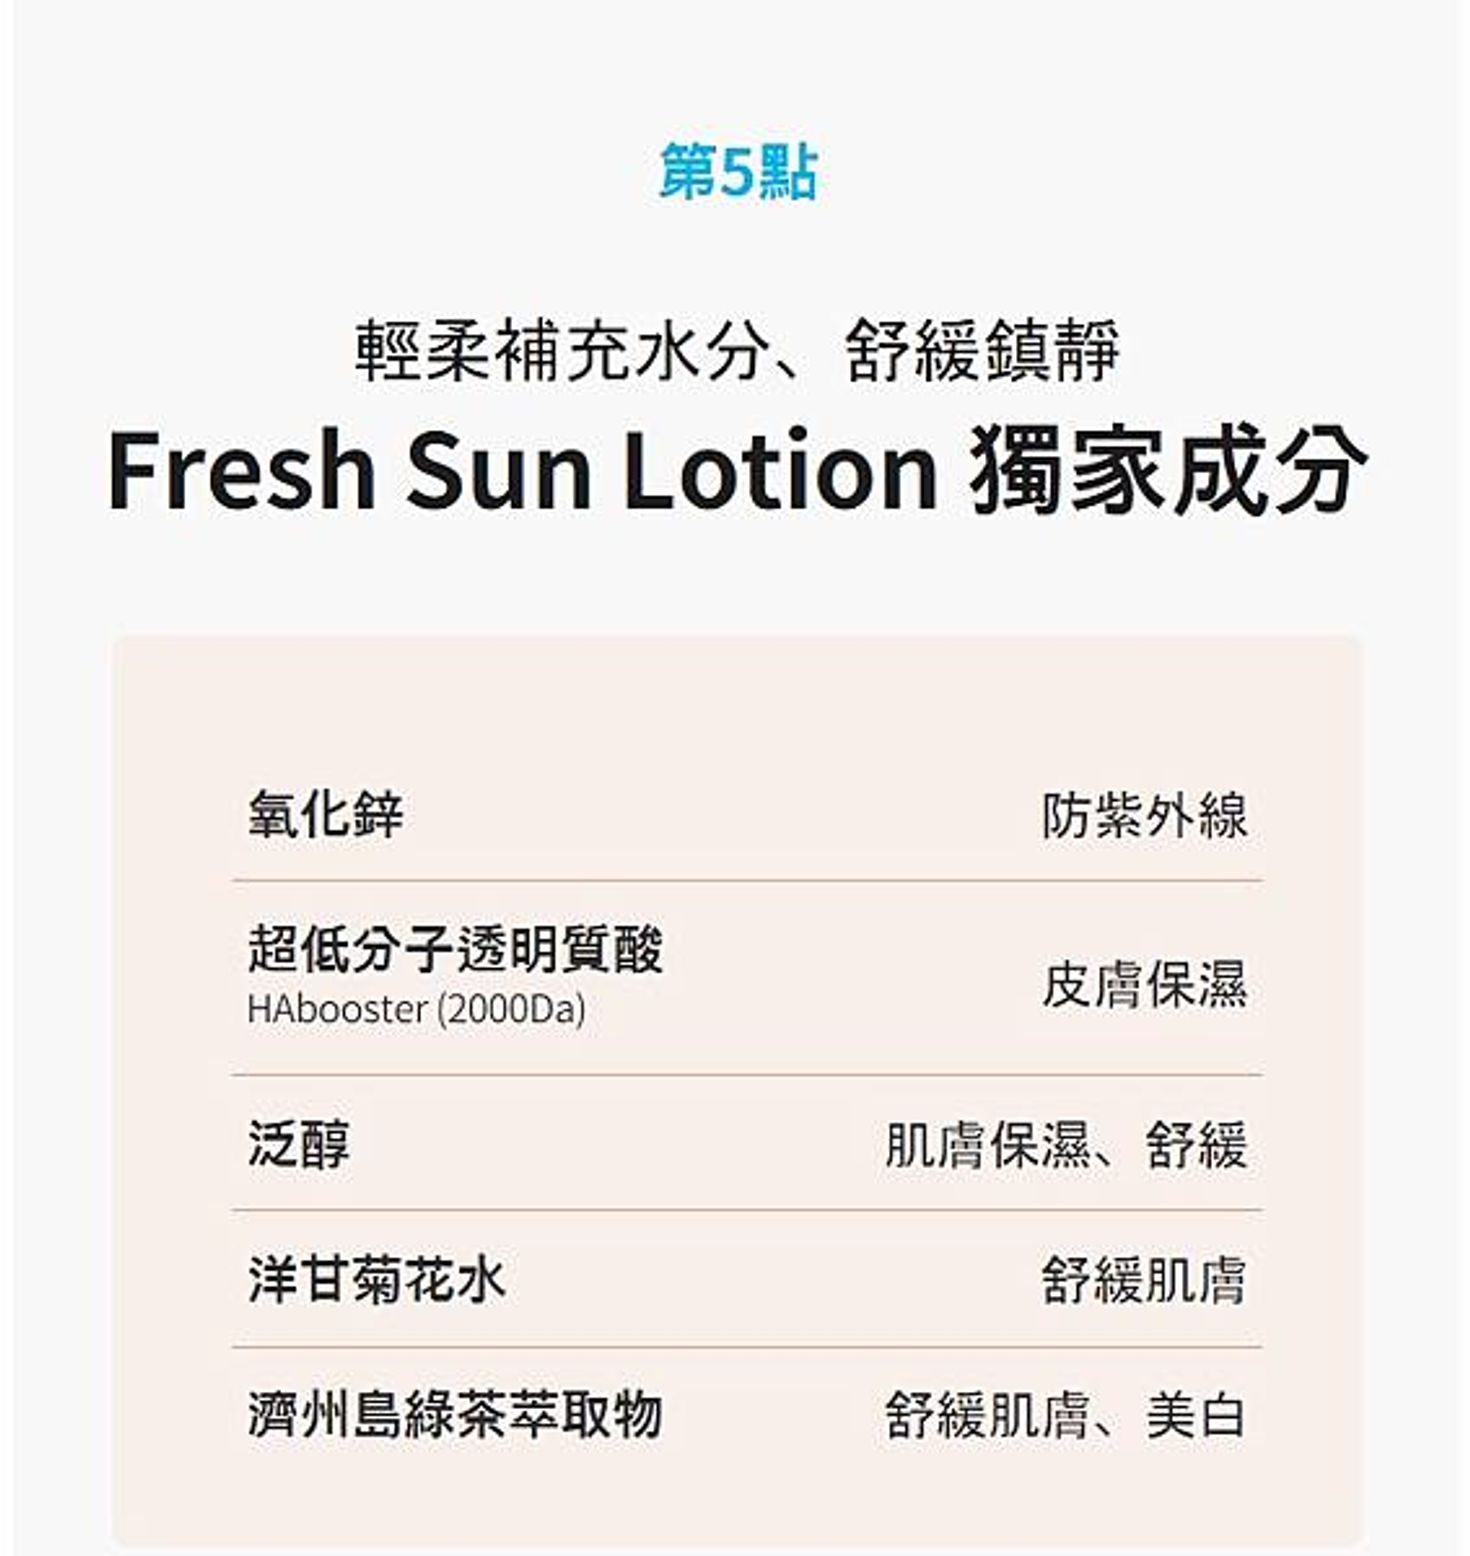 第5點
輕柔補充水分、舒緩鎮靜
Fresh Sun Lotion 獨家成分
氧化鋅 防紫外線
超低分子透明質酸
HAbooster (2000Da)
皮膚保濕
泛醇 肌膚保濕、舒緩
洋甘菊花水 舒緩肌膚
濟州島綠茶萃取物 舒緩肌膚、美白